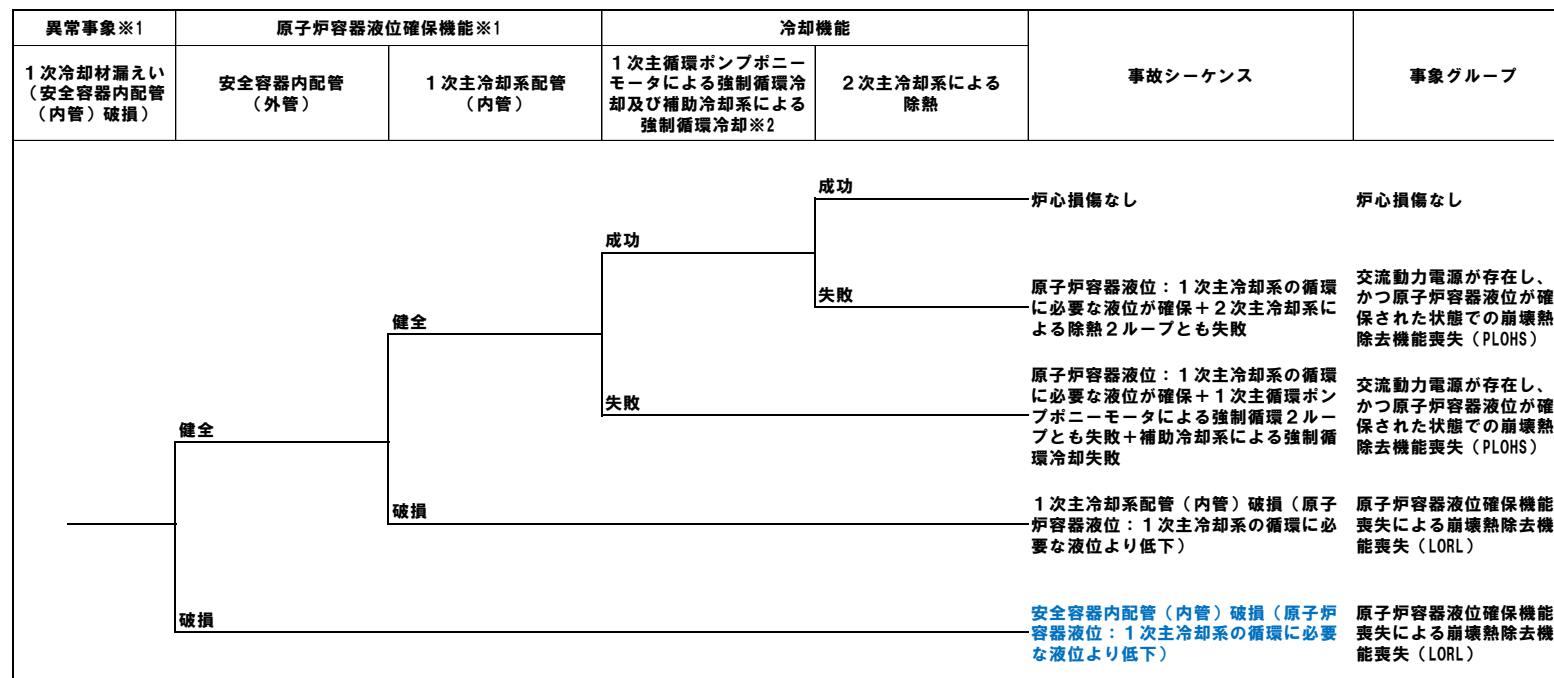 異常事象※1
原子炉容器液位確保機能※1
冷却機能
事故シーケンス
事象グループ
１次冷却材漏えい
（安全容器内配管
（内管）破損）
安全容器内配管
（外管）
１次主冷却系配管
（内管）
１次主循環ポンプポニー
モータによる強制循環冷
却及び補助冷却系による
強制循環冷却※2
２次主冷却系による
除熱
成功
炉心損傷なし
炉心損傷なし
成功
失敗
原子炉容器液位：１次主冷却系の循環
に必要な液位が確保＋２次主冷却系に
よる除熱２ループとも失敗
交流動力電源が存在し、
かつ原子炉容器液位が確
保された状態での崩壊熱
除去機能喪失（PLOHS）
健全
失敗
原子炉容器液位：１次主冷却系の循環
に必要な液位が確保＋１次主循環ポン
プポニーモータによる強制循環２ルー
プとも失敗＋補助冷却系による強制循
環冷却失敗
交流動力電源が存在し、
かつ原子炉容器液位が確
保された状態での崩壊熱
除去機能喪失（PLOHS）
健全
破損
１次主冷却系配管（内管）破損（原子
炉容器液位：１次主冷却系の循環に必
要な液位より低下）
原子炉容器液位確保機能
喪失による崩壊熱除去機
能喪失（LORL）
破損
安全容器内配管（内管）破損（原子炉
容器液位：１次主冷却系の循環に必要
な液位より低下）
原子炉容器液位確保機能
喪失による崩壊熱除去機
能喪失（LORL）